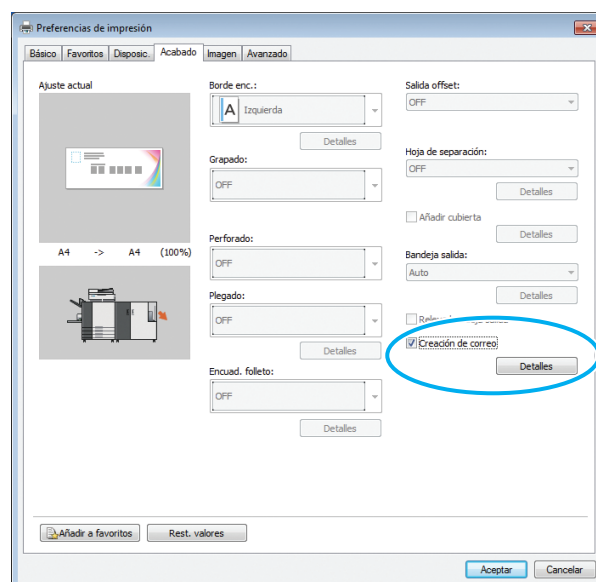 Preferencias de impresión
Básico Favoritos Disposic. Acabado Imagen Avanzado
Ajuste actual
A4 -> A4 (100%)
Borde enc.:
A Izquierda
Detalles
Grapado:
OFF
Perforado:
OFF
Plegado:
OFF
Detalles
Encuad. folleto:
OFF
Detalles
Salida offset:
OFF
Hoja de separación:
OFF
Detalles
Añadir cubierta
Detalles
Bandeja salida:
Auto
Detalles
Creación de correo
Detalles
Añadir a favoritos Rest. valores
Aceptar Cancelar